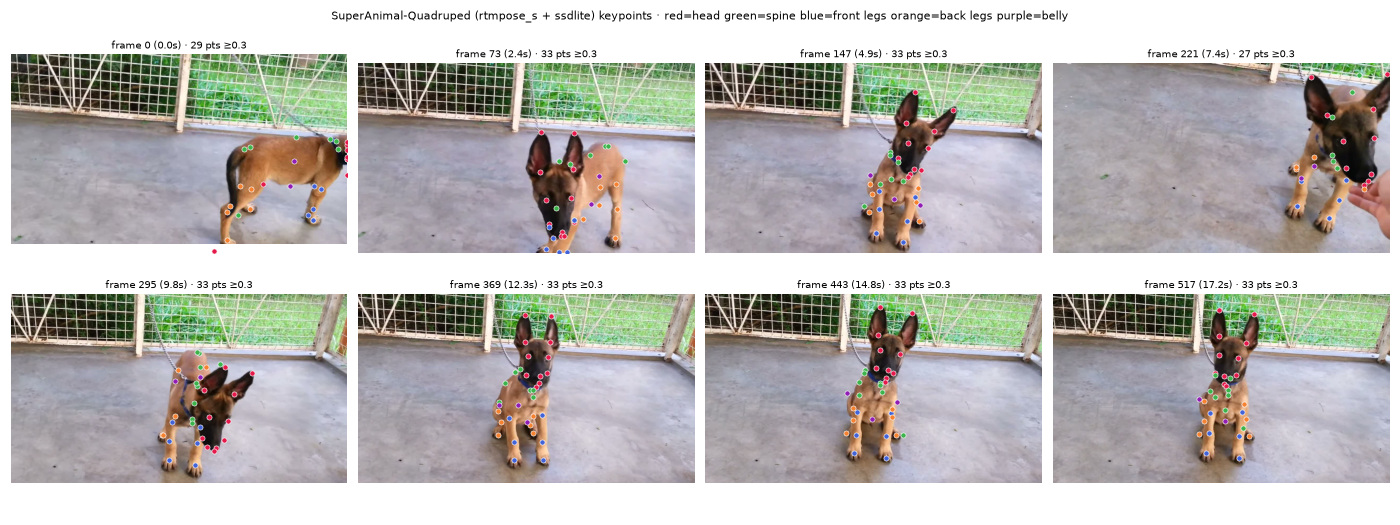 SuperAnimal-Quadruped (rtmpose_s + ssdlite) keypoints · red=head green=spine blue=front legs orange=back legs purple=belly
frame 0 (0.0s) · 29 pts ≥0.3
frame 73 (2.4s) · 33 pts ≥0.3
frame 147 (4.9s) · 33 pts ≥0.3
frame 221 (7.4s) · 27 pts ≥0.3
frame 295 (9.8s) · 33 pts ≥0.3
frame 369 (12.3s) · 33 pts ≥0.3
frame 443 (14.8s) · 33 pts ≥0.3
frame 517 (17.2s) · 33 pts ≥0.3